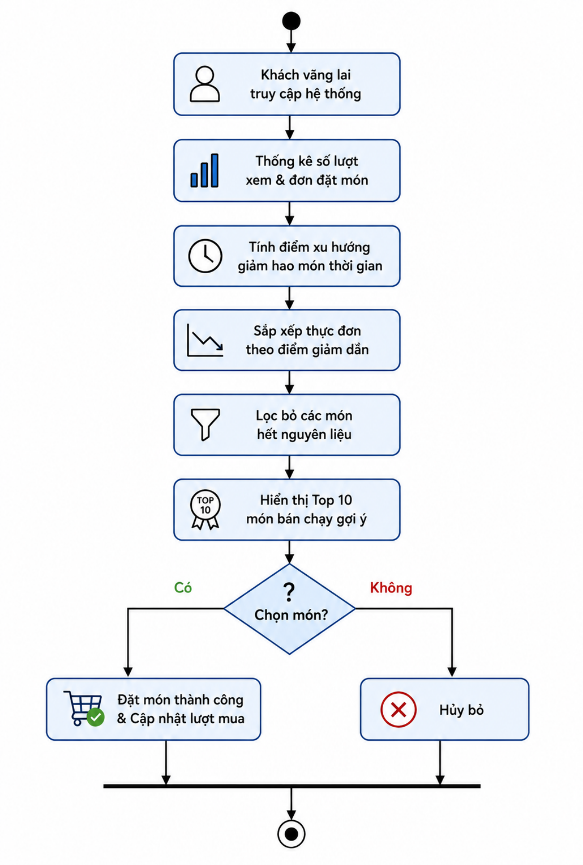 Khách vãng lai
truy cập hệ thống
Thống kê số lượt
xem & đơn đặt món
Tính điểm xu hướng
giảm hao món thời gian
Sắp xếp thực đơn
theo điểm giảm dần
Lọc bỏ các món
hết nguyên liệu
TOP
10
Hiển thị Top 10
món bán chạy gợi ý
?
Chọn món?
Có
Không
Đặt món thành công
& Cập nhật lượt mua
Hủy bỏ